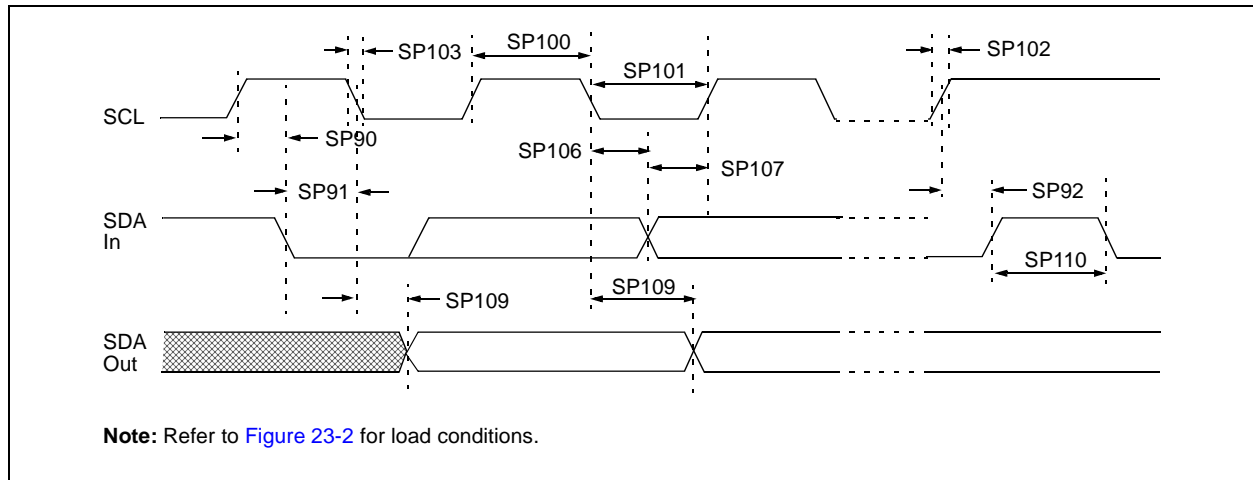 SP103
SP100
SP102
SP101
SCL
SP90
SP106
SP107
SP91
SP92
SDA
In
SP110
SP109
SP109
SDA
Out
Note: Refer to Figure 23-2 for load conditions.